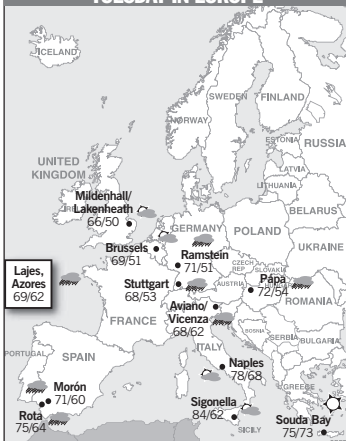 TUESDAY IN EUROPE
ICELAND
SWEDEN
FINLAND
NORWAY
ESTONIA
RUSSIA
LATVIA
LITHUANIA
UNITED
KINGDOM
BELARUS
Mildenhall/
Lakenheath
66/50
GERMANY
POLAND
UKRAINE
Brussels
69/51
Ramstein
71/51
Lajes,
Azores
69/62
CZECH
REP
SLOVAKIA
Stuttgart
68/53
AUSTRIA
Pápa
72/54
ROMANIA
Aviano/
Vicenza
68/62
FRANCE
BOSNIA
SERBIA
BULGARIA
ITALY
PORTUGAL
SPAIN
Naples
78/68
Morón
71/60
GREECE
Sigonella
84/62
Rota
75/64
SICILY
Souda Bay
75/73